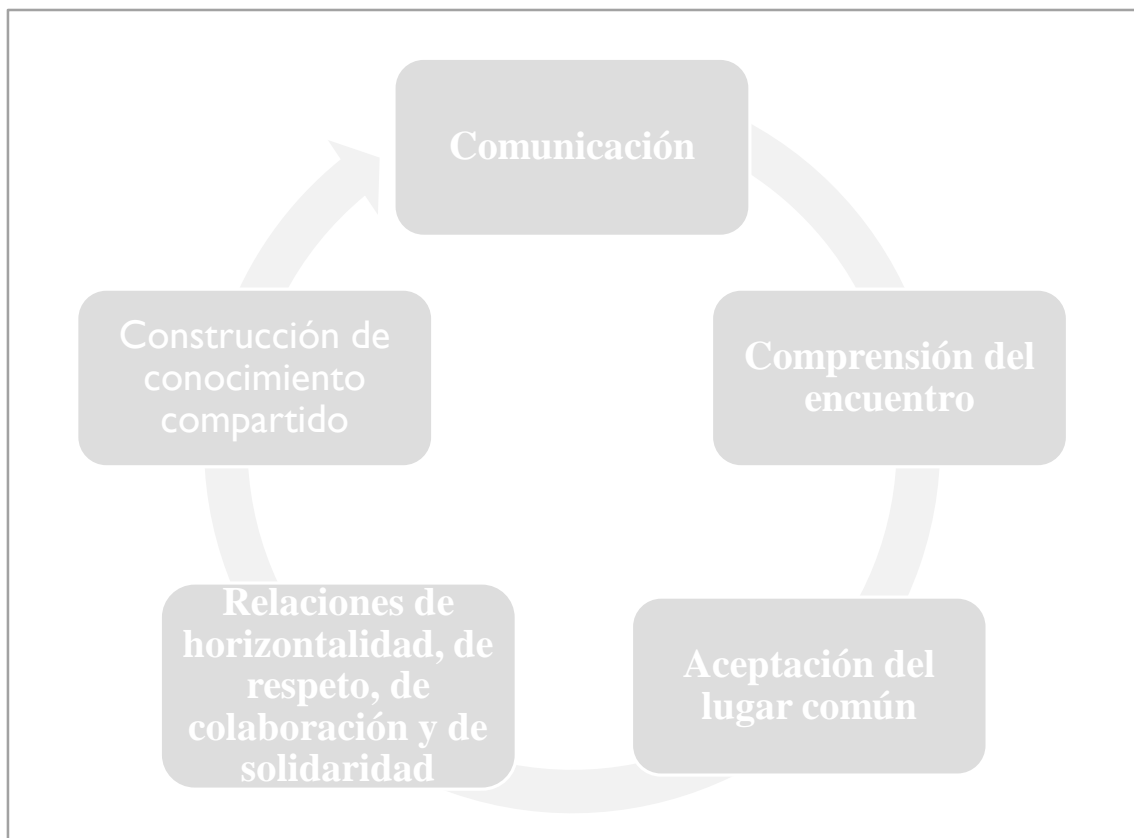 Comunicación
Comprensión del
encuentro
Aceptación del
lugar común
Relaciones de
horizontalidad, de
respeto, de
colaboración y de
solidaridad
Construcción de
conocimiento
compartido